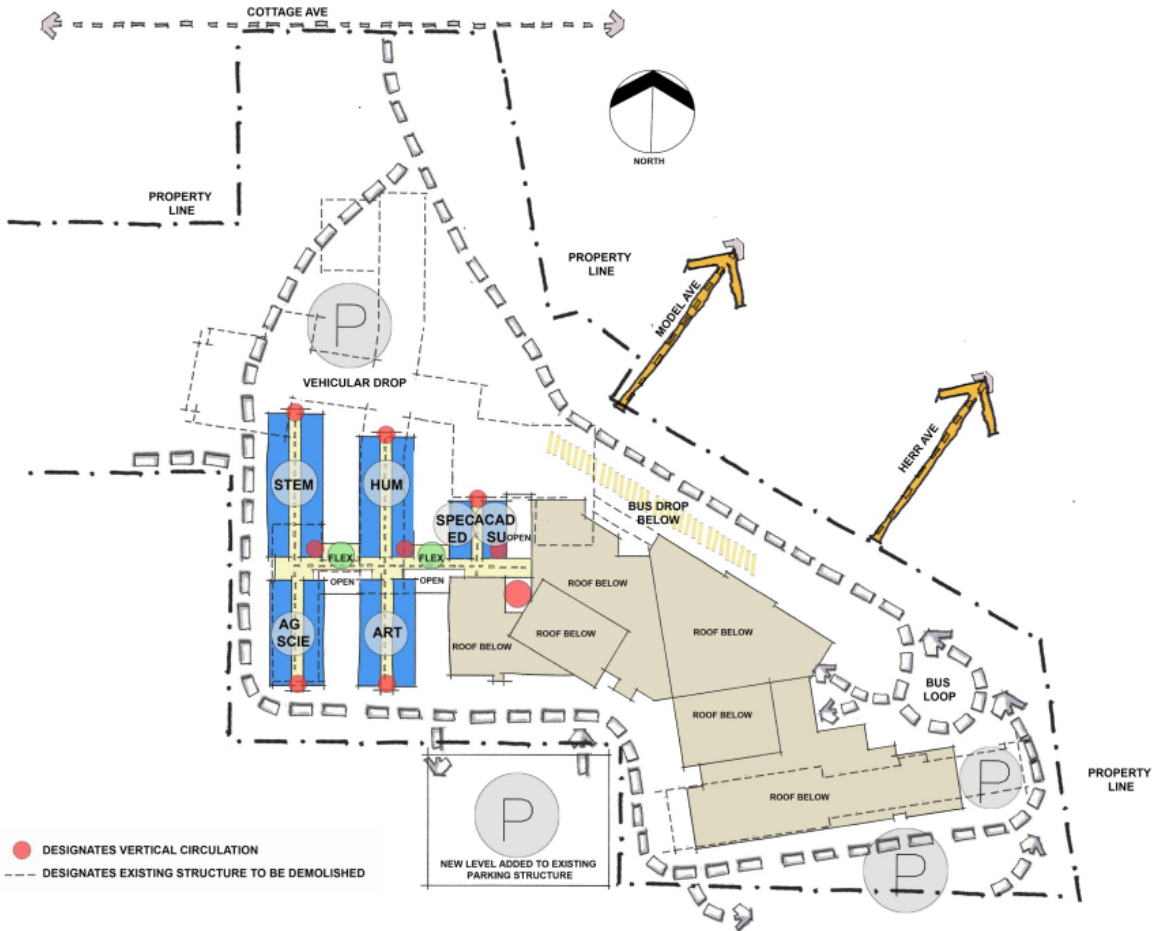 COTTAGE AVE
NORTH
PROPERTY
LINE
PROPERTY
LINE
MODEL AVE
P
VEHICULAR DROP
HERR AVE
STEM
HUM
BUS DROP
BELOW
SPEC
ED
ACAD
SU
OPEN
FLEX
FLEX
OPEN
OPEN
ROOF BELOW
AG
SCIE
ART
ROOF BELOW
ROOF BELOW
ROOF BELOW
BUS
LOOP
ROOF BELOW
PROPERTY
LINE
P
ROOF BELOW
P
NEW LEVEL ADDED TO EXISTING
PARKING STRUCTURE
P
DESIGNATES VERTICAL CIRCULATION
DESIGNATES EXISTING STRUCTURE TO BE DEMOLISHED